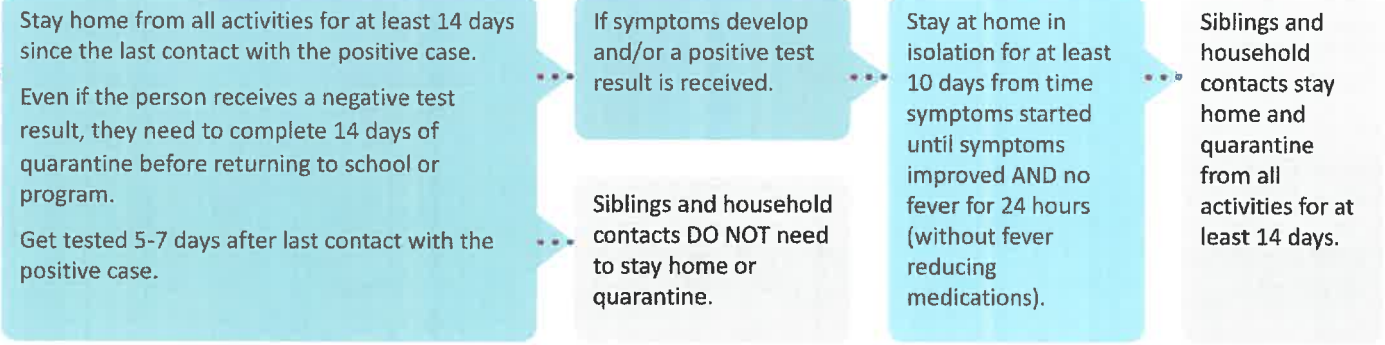 Stay home from all activities for at least 14 days
since the last contact with the positive case.
Even if the person receives a negative test
result, they need to complete 14 days of
quarantine before returning to school or
program.
Get tested 5-7 days after last contact with the
positive case.
If symptoms develop
and/or a positive test
result is received.
Siblings and household
contacts DO NOT need
to stay home or
quarantine.
Stay at home in
isolation for at least
10 days from time
symptoms started
until symptoms
improved AND no
fever for 24 hours
(without fever
reducing
medications).
Siblings and
household
contacts stay
home and
quarantine
from all
activities for at
least 14 days.